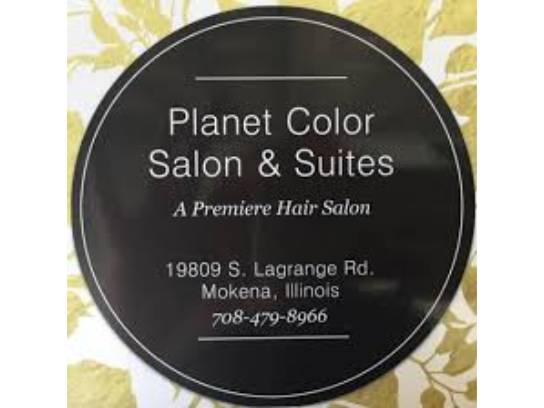 Planet Color
Salon & Suites
A Premiere Hair Salon
19809 S. Lagrange Rd.
Mokena, Illinois
708-479-8966